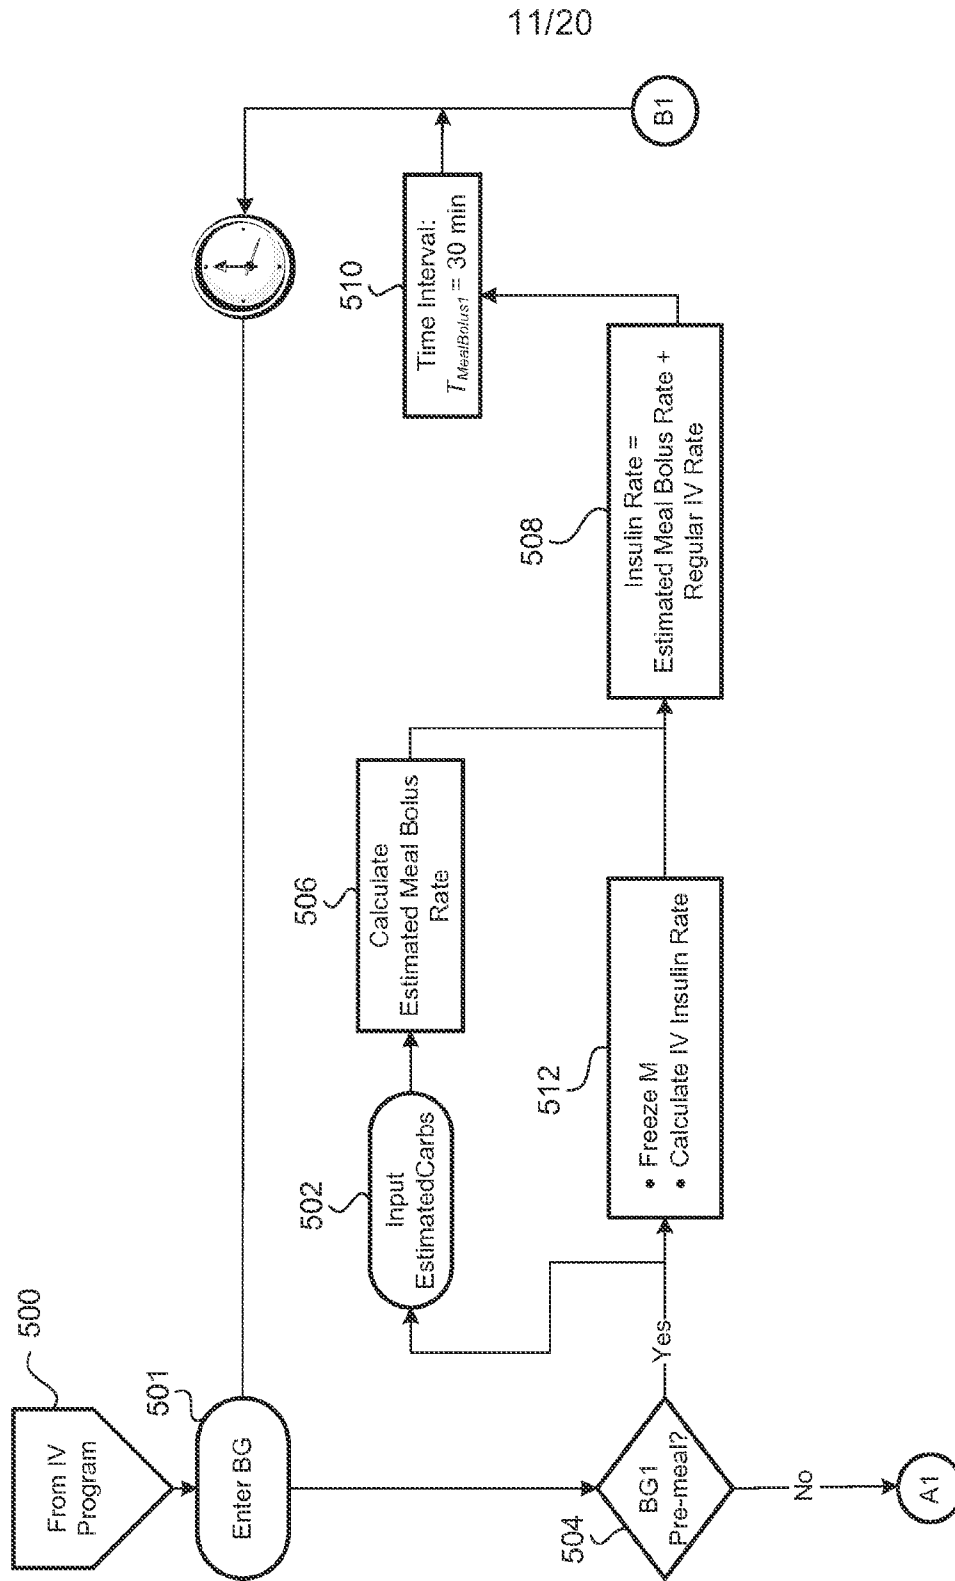 11/20
500
From IV
Program
501
Enter BG
504
BG1
Pre-meal?
Yes
No
A1
502
Input
EstimatedCarbs
506
Calculate
Estimated Meal Bolus
Rate
512
• Freeze M
• Calculate IV Insulin Rate
508
Insulin Rate =
Estimated Meal Bolus Rate +
Regular IV Rate
510
Time Interval:
TMealBolus1 = 30 min
B1